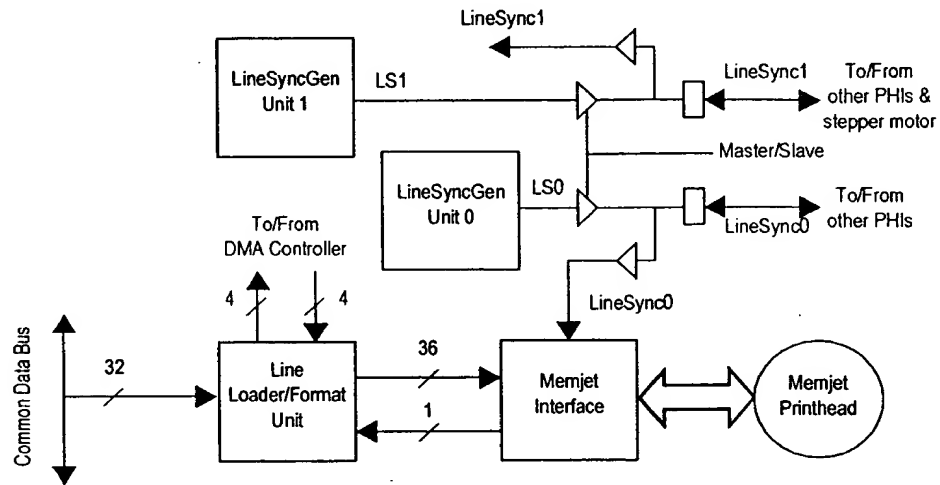 LineSync1
LineSyncGen
Unit 1
LS1
LineSync1
To/From
other PHIs &
stepper motor
Master/Slave
LineSyncGen
Unit 0
LS0
LineSync0
To/From
other PHIs
To/From
DMA Controller
4
4
LineSync0
Common Data Bus
32
Line
Loader/Format
Unit
36
1
Memjet
Interface
Memjet
Printhead